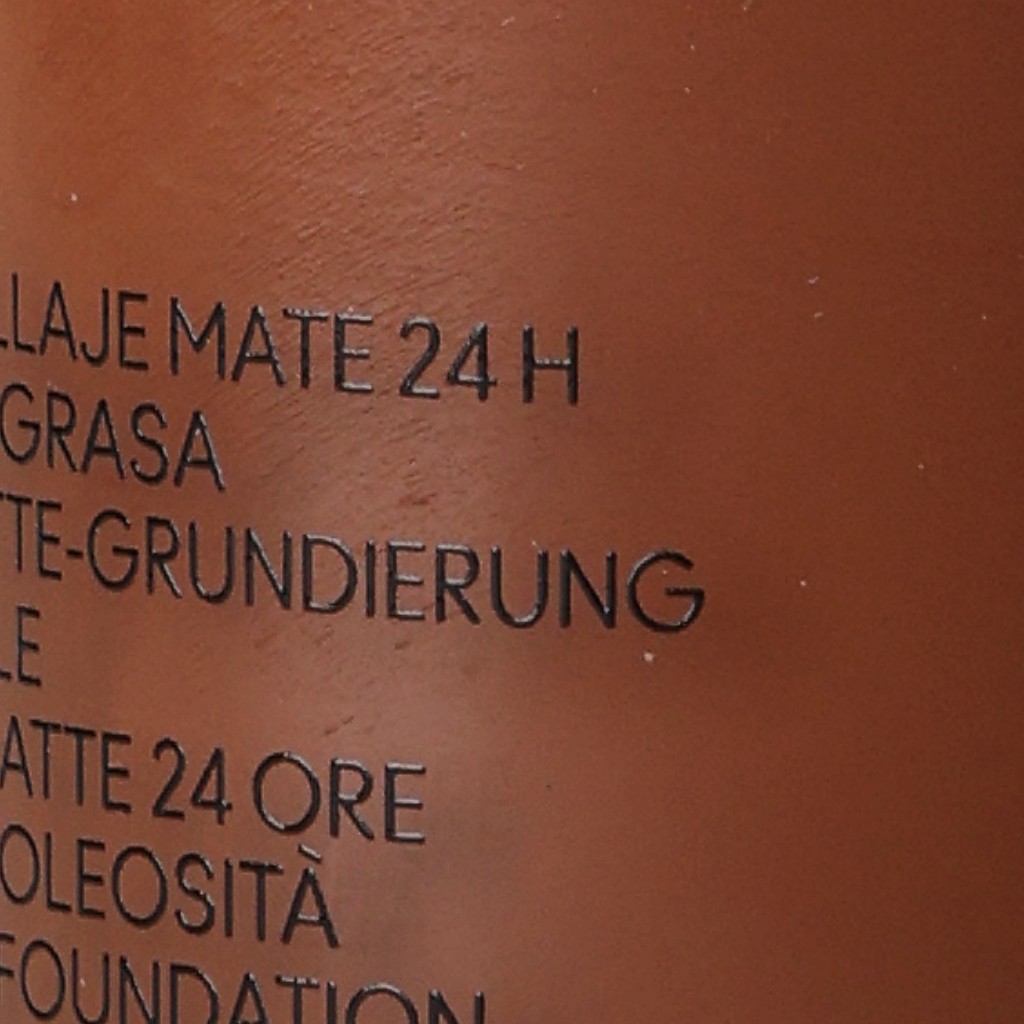 LLAJE MATE 24 H
GRASA
TTE-GRUNDIERUNG
LE
ATTE 24 ORE
OLEOSITÀ
FOUNDATION